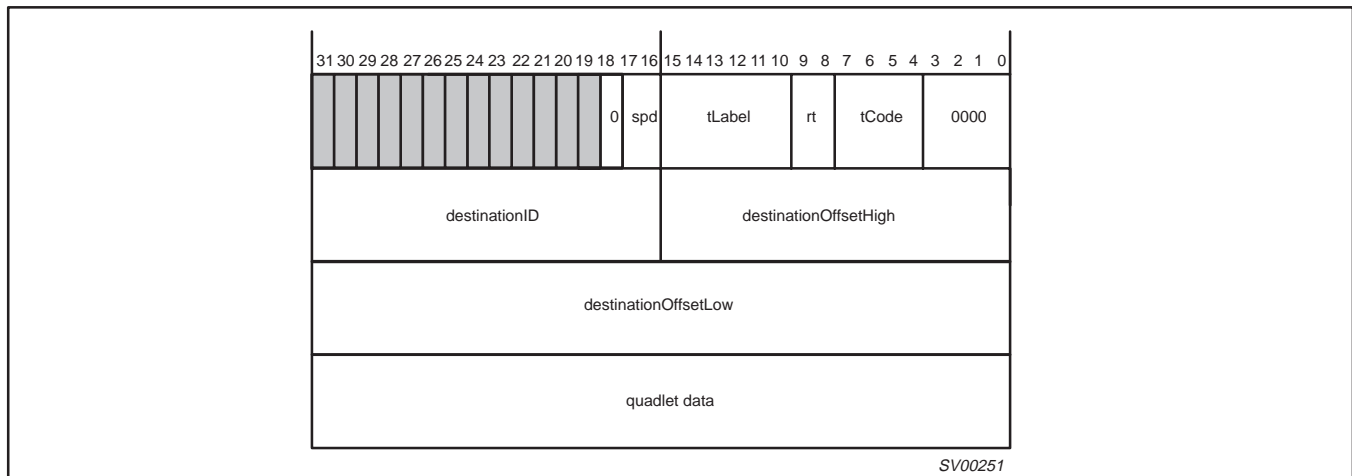 31 30 29 28 27 26 25 24 23 22 21 20 19 18 17 16 15 14 13 12 11 10 9 8 7 6 5 4 3 2 1 0
0 spd tLabel rt tCode 0000
destinationID destinationOffsetHigh
destinationOffsetLow
quadlet data
SV00251